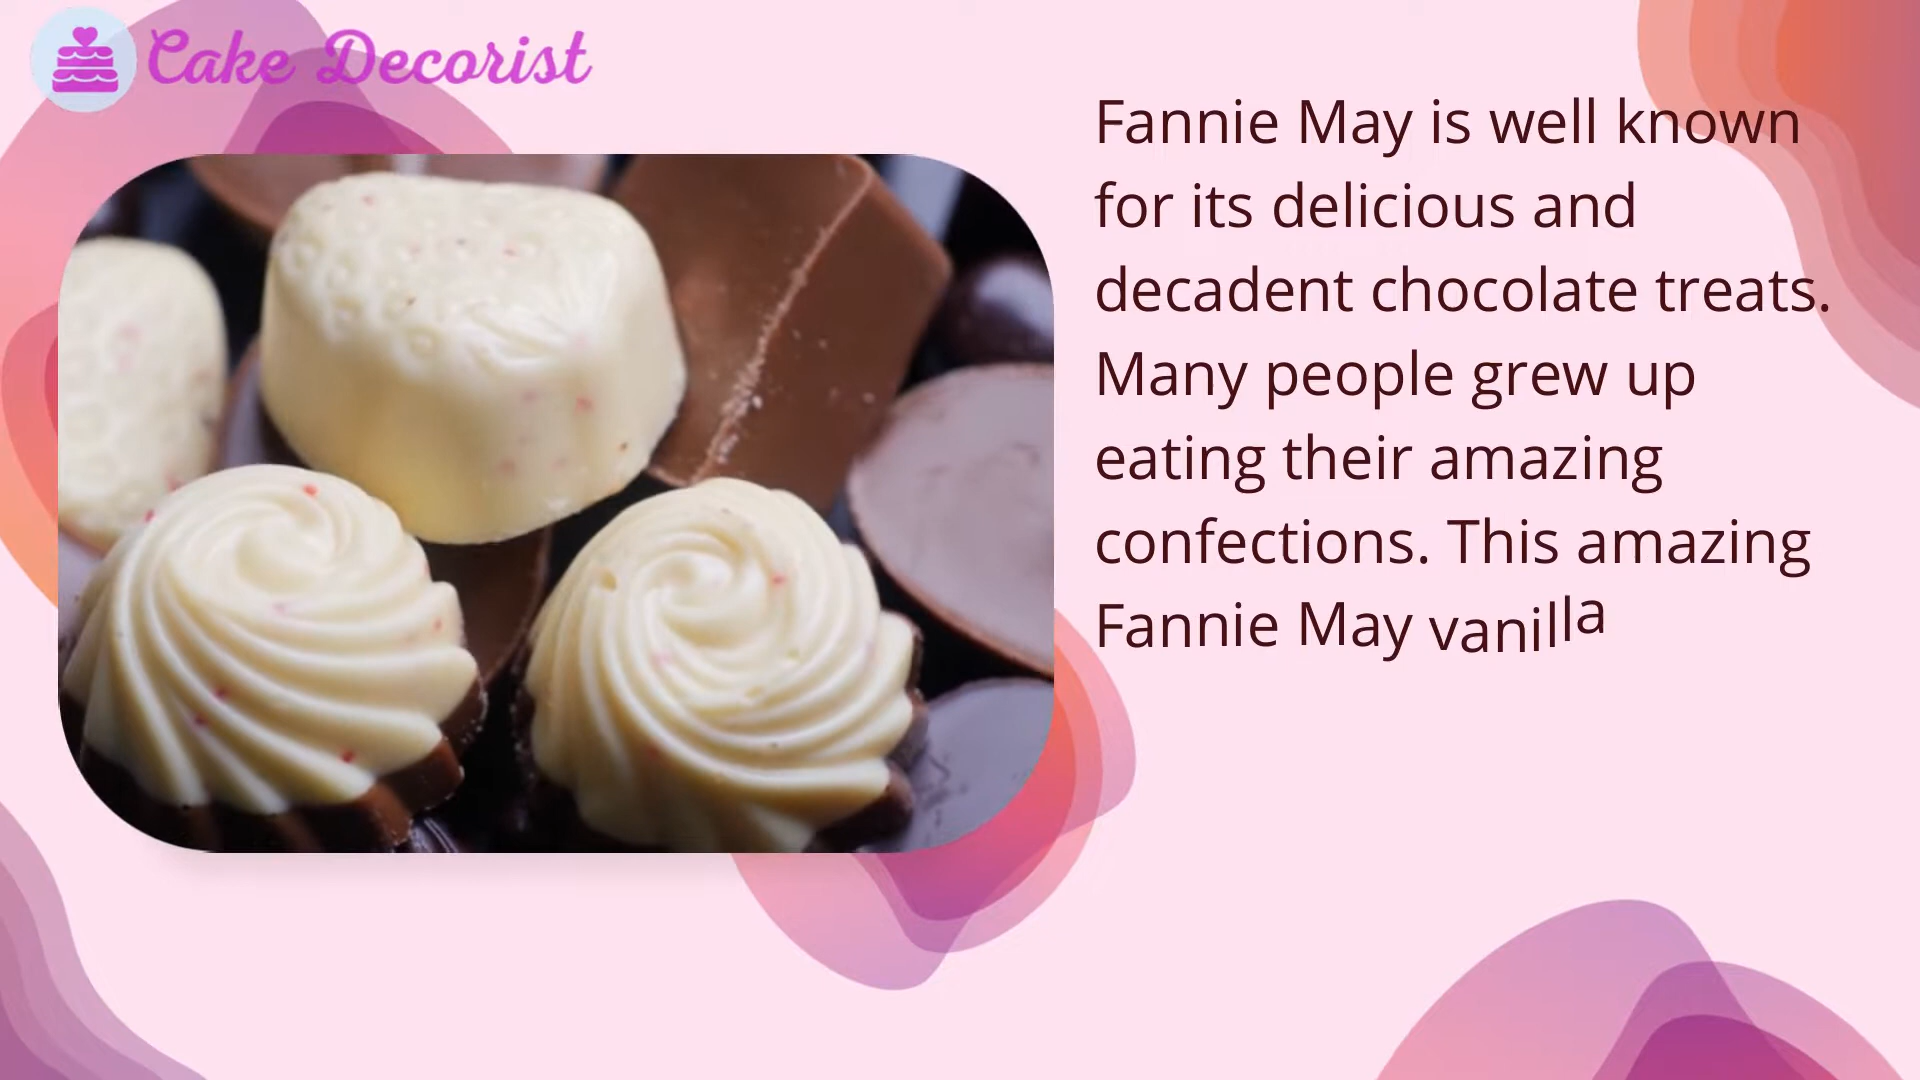 Cake Decorist
Fannie May is well known
for its delicious and
decadent chocolate treats.
Many people grew up
eating their amazing
confections. This amazing
Fannie May vanilla